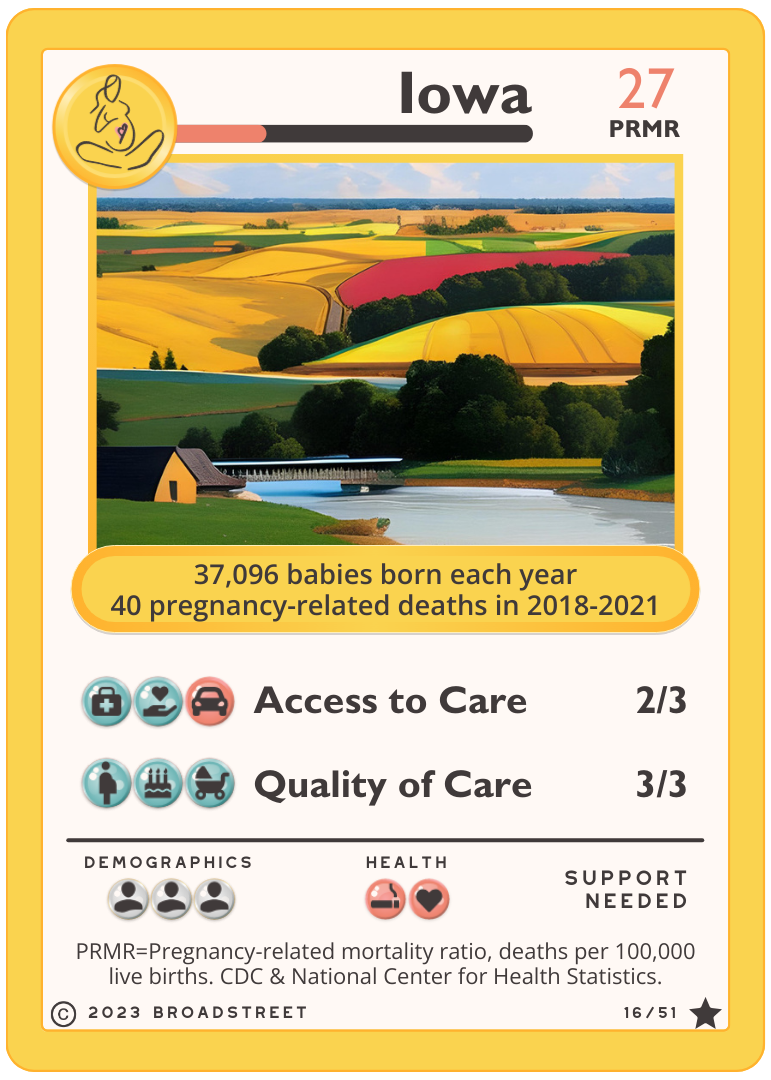 Iowa
27
PRMR
37,096 babies born each year
40 pregnancy-related deaths in 2018-2021
Access to Care 2/3
Quality of Care 3/3
DEMOGRAPHICS
HEALTH
SUPPORT
NEEDED
PRMR=Pregnancy-related mortality ratio, deaths per 100,000
live births. CDC & National Center for Health Statistics.
© 2023 BROADSTREET 16/51